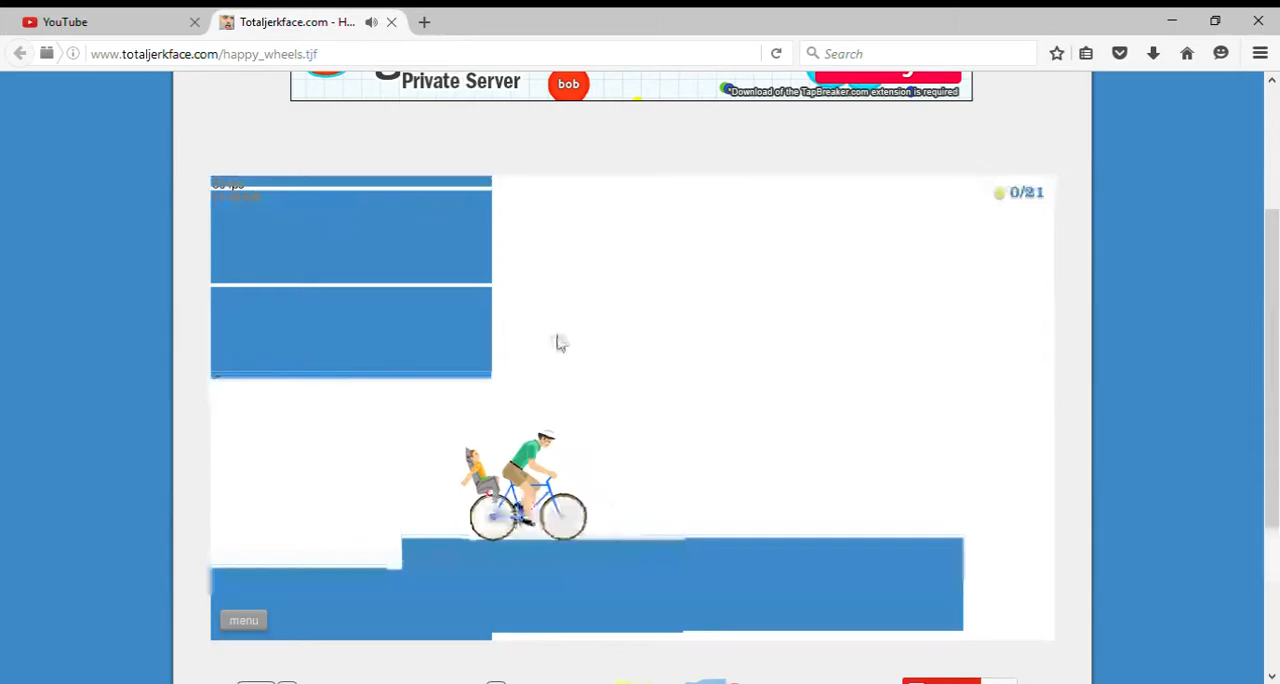 YouTube
Totaljerkface.com - H...
www.totaljerkface.com/happy_wheels.tjf
Search
Private Server
bob
*Download of the TapBreaker.com extension is required
0/21
menu